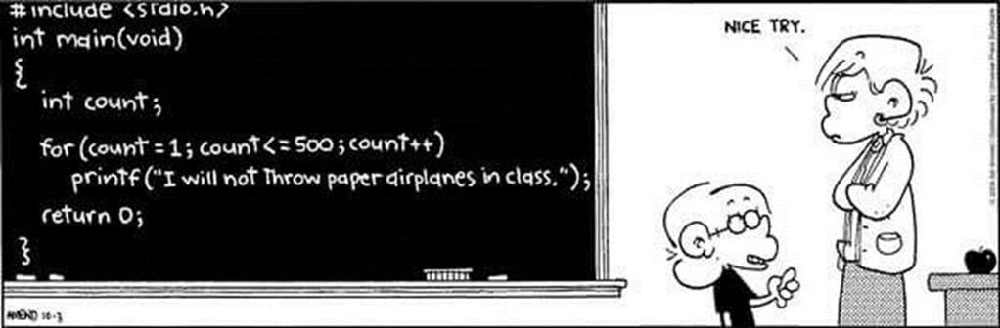 #include <stdio.h>
int main(void)
{
int count;
for (count = 1; count <= 500; count++)
printf("I will not throw paper airplanes in class.");
return 0;
}
NICE TRY.
AMEND 10-3